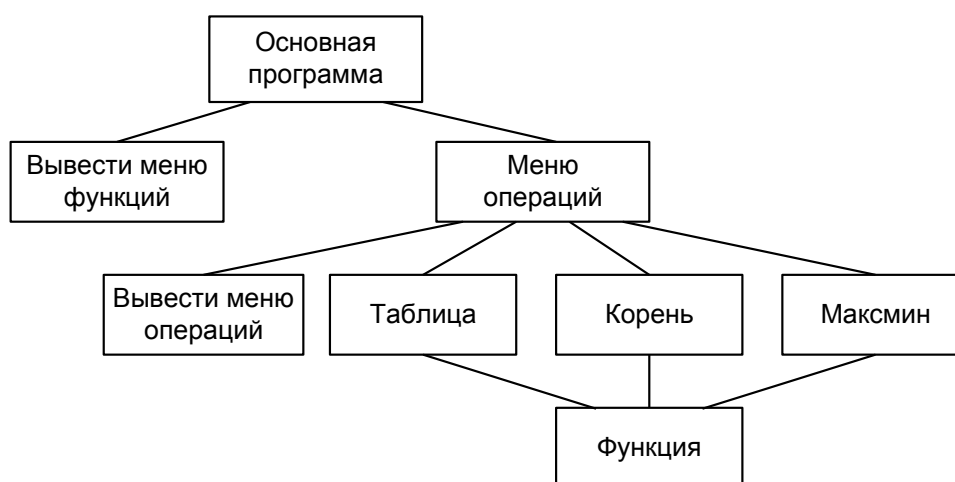 Основная
программа
Вывести меню
функций
Меню
операций
Вывести меню
операций
Таблица
Корень
Максмин
Функция